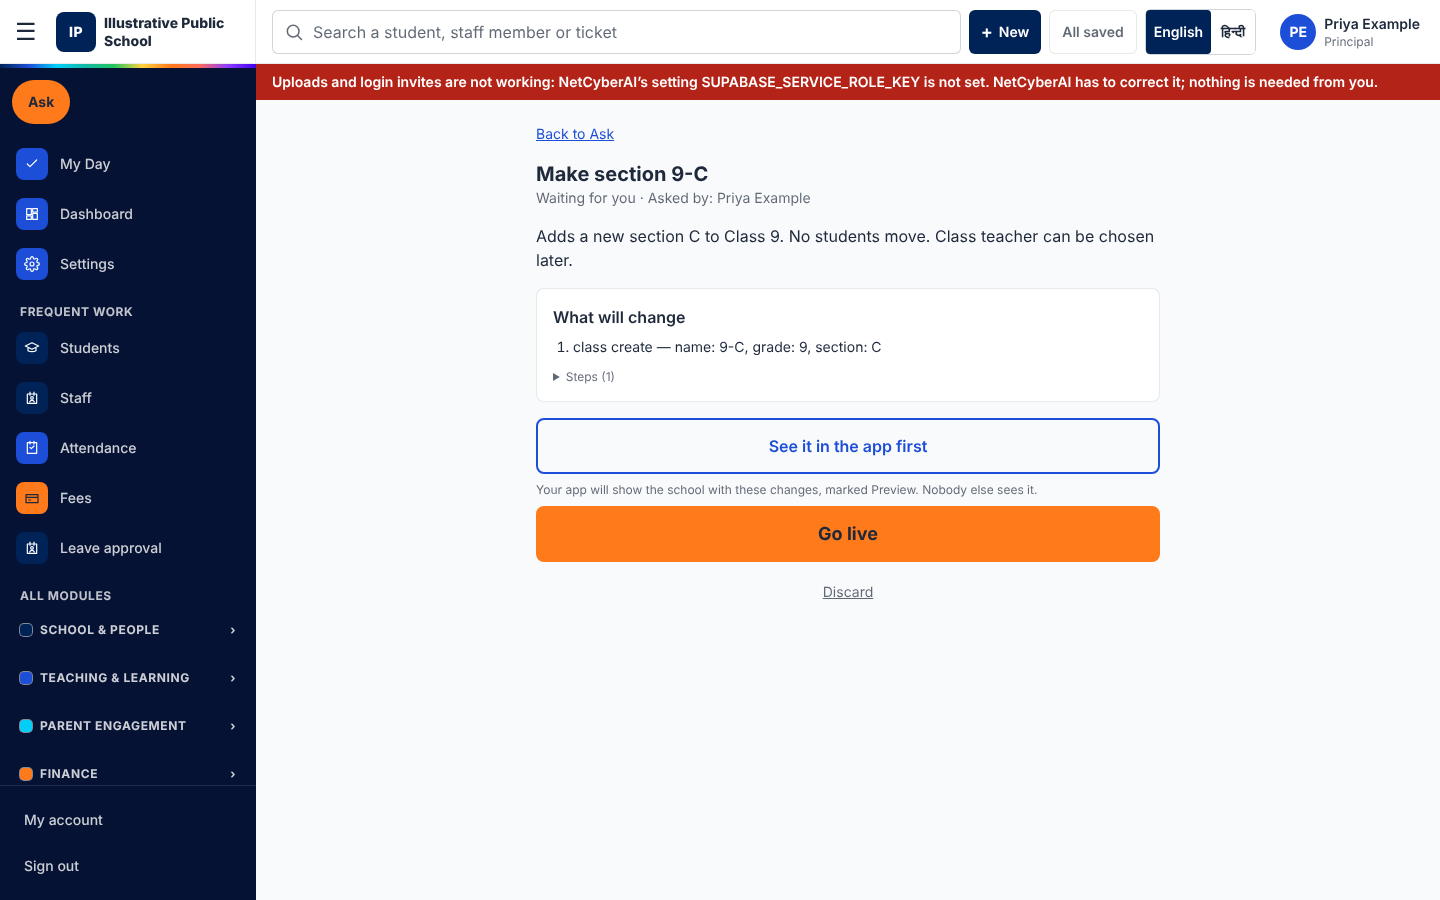 ☰
IP
Illustrative Public
School
Search a student, staff member or ticket
+ New
All saved
English
हिन्दी
PE
Priya Example
Principal
Uploads and login invites are not working: NetCyberAI’s setting SUPABASE_SERVICE_ROLE_KEY is not set. NetCyberAI has to correct it; nothing is needed from you.
Ask
My Day
Dashboard
Settings
FREQUENT WORK
Students
Staff
Attendance
Fees
Leave approval
ALL MODULES
SCHOOL & PEOPLE ›
TEACHING & LEARNING ›
PARENT ENGAGEMENT ›
FINANCE ›
My account
Sign out
Back to Ask
Make section 9-C
Waiting for you · Asked by: Priya Example
Adds a new section C to Class 9. No students move. Class teacher can be chosen
later.
What will change
1. class create — name: 9-C, grade: 9, section: C
▶ Steps (1)
See it in the app first
Your app will show the school with these changes, marked Preview. Nobody else sees it.
Go live
Discard